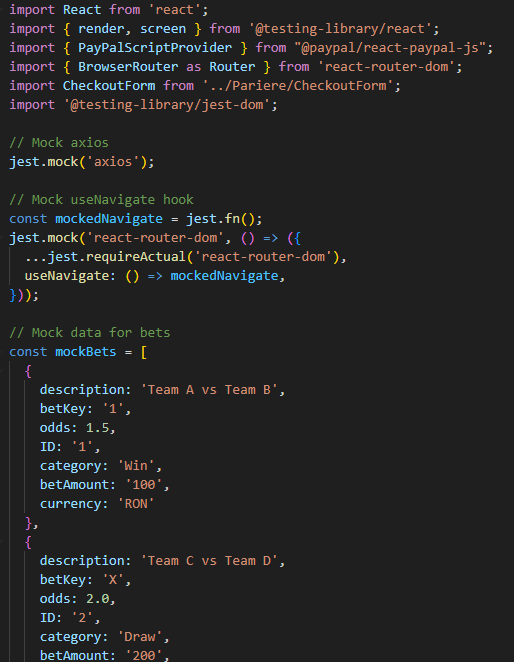 import React from 'react';
import { render, screen } from '@testing-library/react';
import { PayPalScriptProvider } from "@paypal/react-paypal-js";
import { BrowserRouter as Router } from 'react-router-dom';
import CheckoutForm from '../Pariere/CheckoutForm';
import '@testing-library/jest-dom';

// Mock axios
jest.mock('axios');

// Mock useNavigate hook
const mockedNavigate = jest.fn();
jest.mock('react-router-dom', () => ({
  ...jest.requireActual('react-router-dom'),
  useNavigate: () => mockedNavigate,
}));

// Mock data for bets
const mockBets = [
  {
    description: 'Team A vs Team B',
    betKey: '1',
    odds: 1.5,
    ID: '1',
    category: 'Win',
    betAmount: '100',
    currency: 'RON'
  },
  {
    description: 'Team C vs Team D',
    betKey: 'X',
    odds: 2.0,
    ID: '2',
    category: 'Draw',
    betAmount: '200',